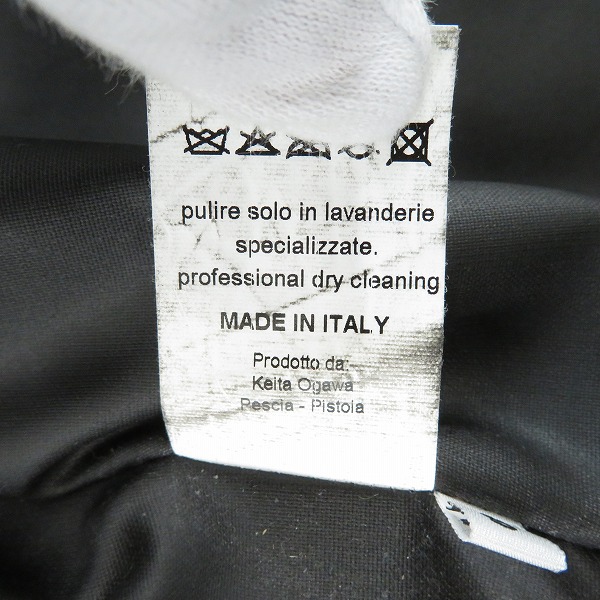 pulire solo in lavanderie
specializzate.
professional dry cleaning
MADE IN ITALY
Prodotto da:
Keita Ogawa
Pescia - Pistoia